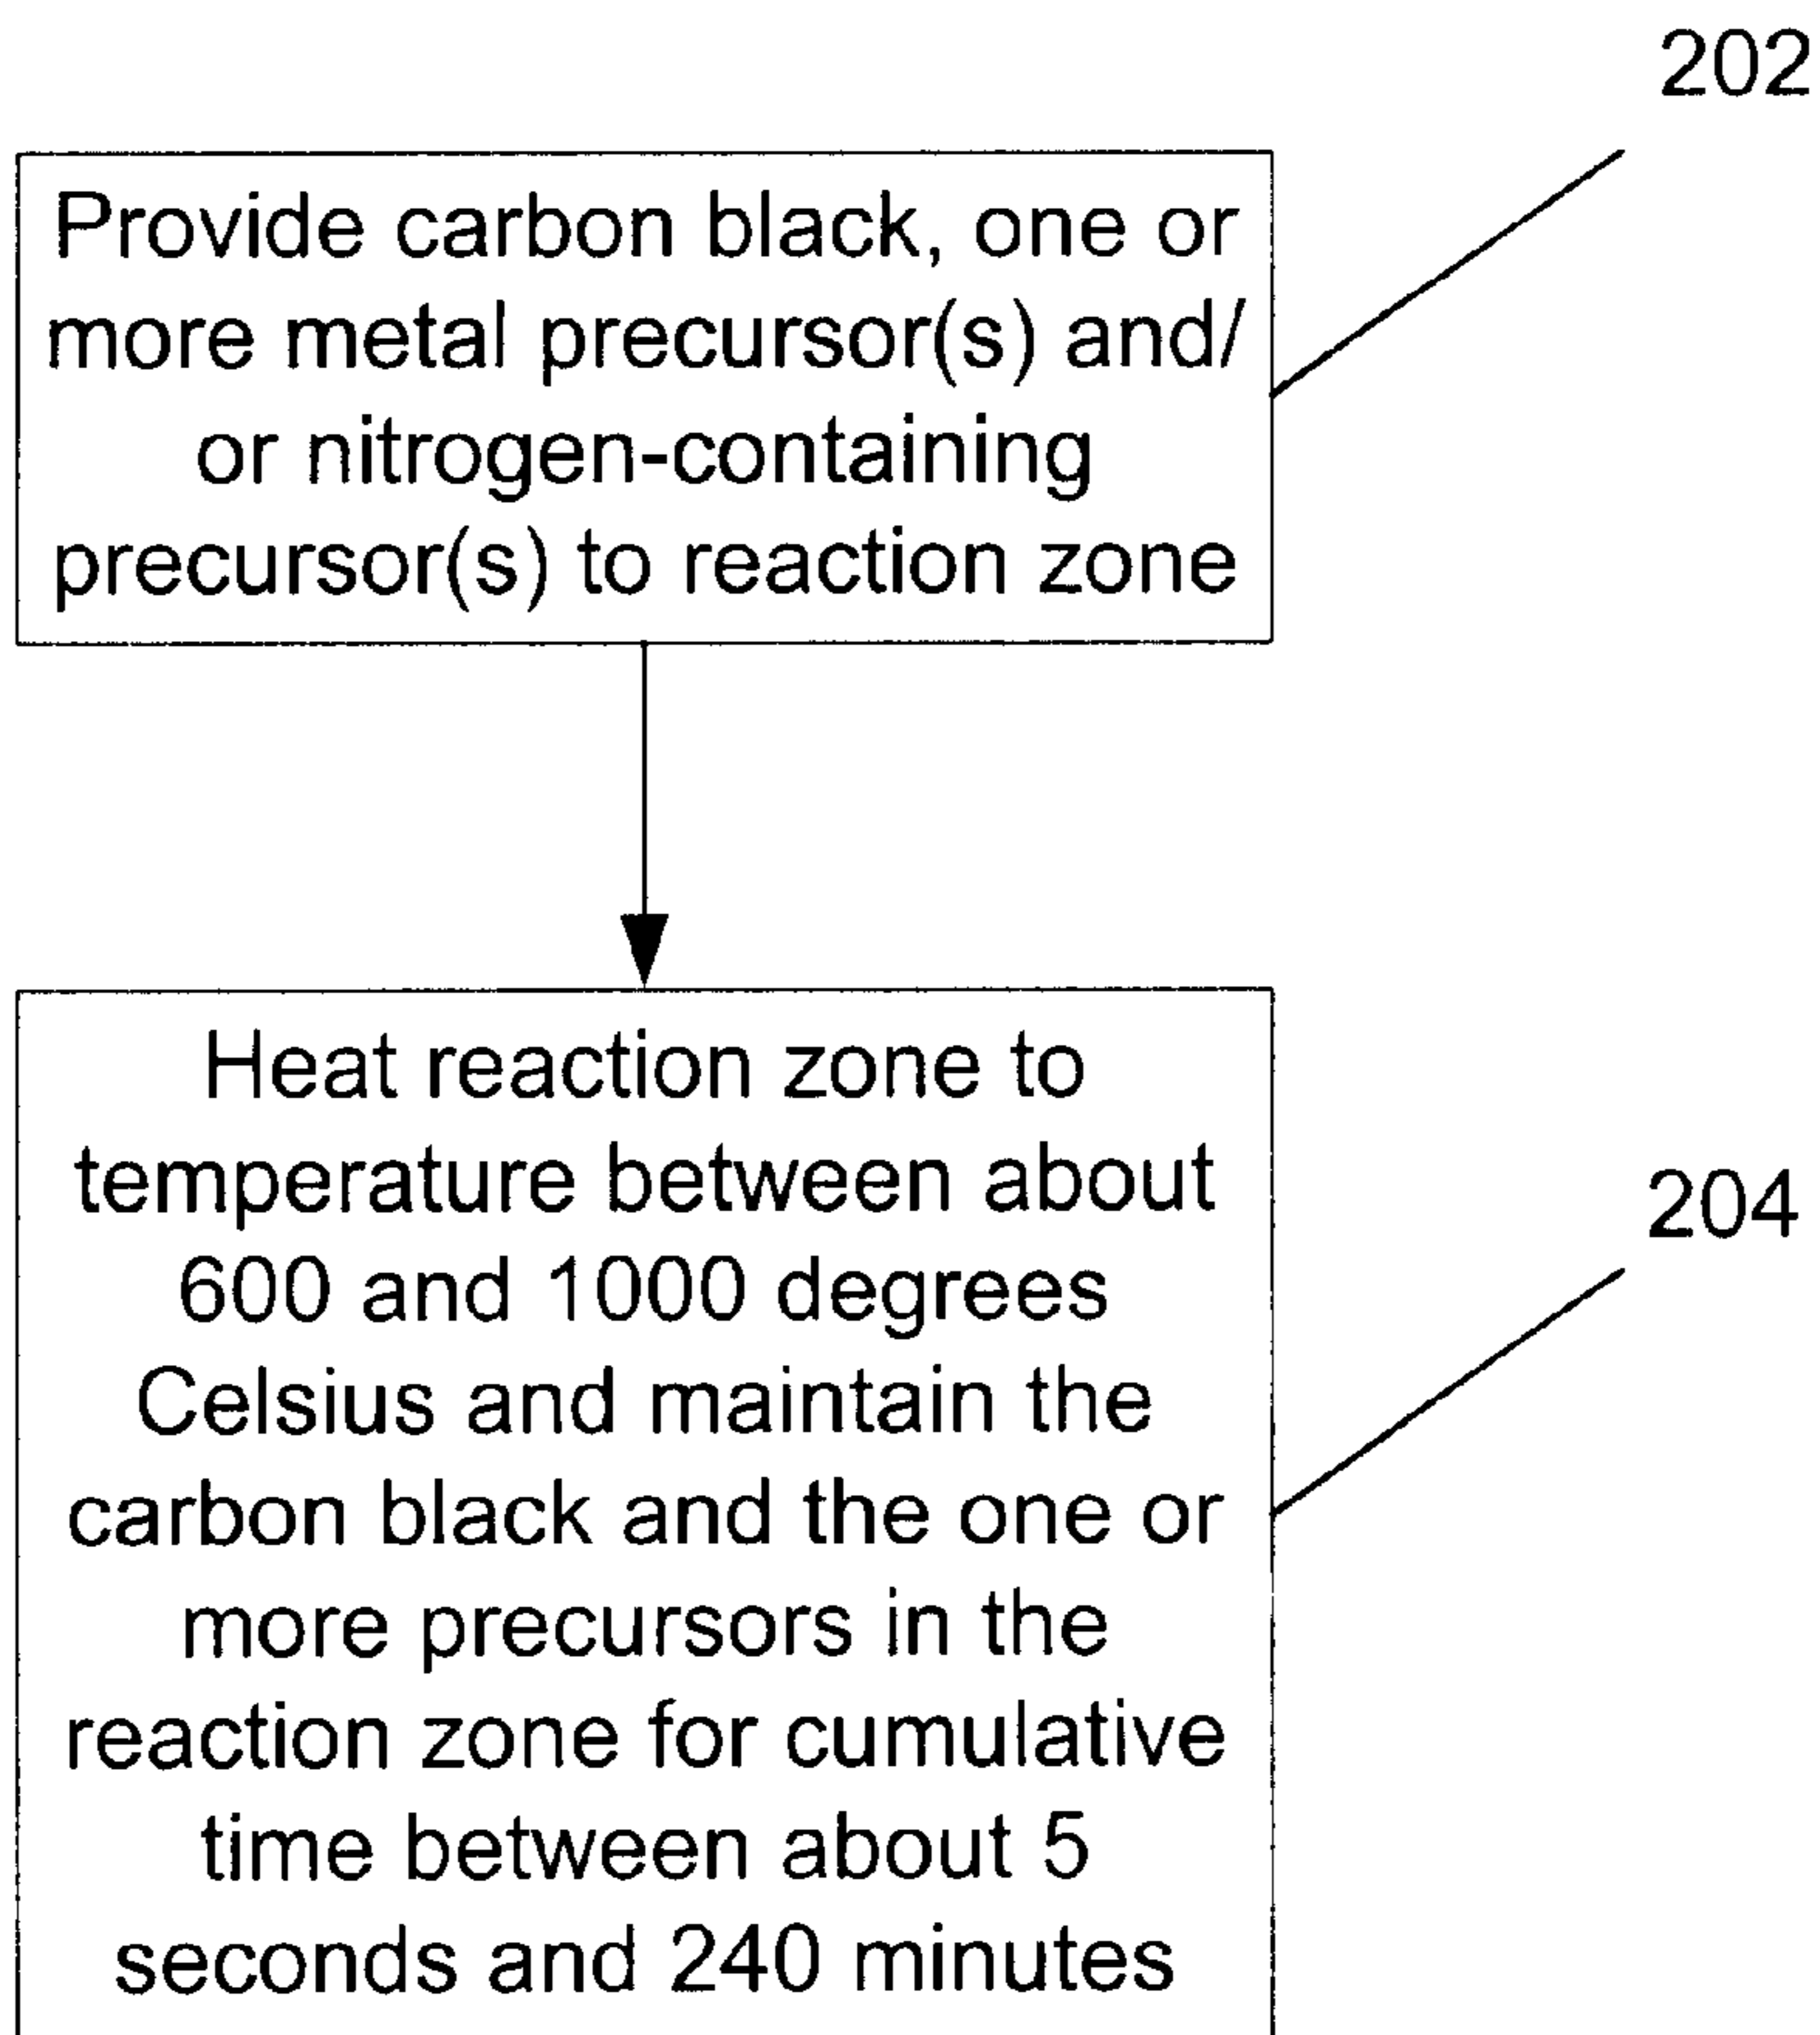 202
Provide carbon black, one or
more metal precursor(s) and/
or nitrogen-containing
precursor(s) to reaction zone
Heat reaction zone to
temperature between about
600 and 1000 degrees
Celsius and maintain the
carbon black and the one or
more precursors in the
reaction zone for cumulative
time between about 5
seconds and 240 minutes
204